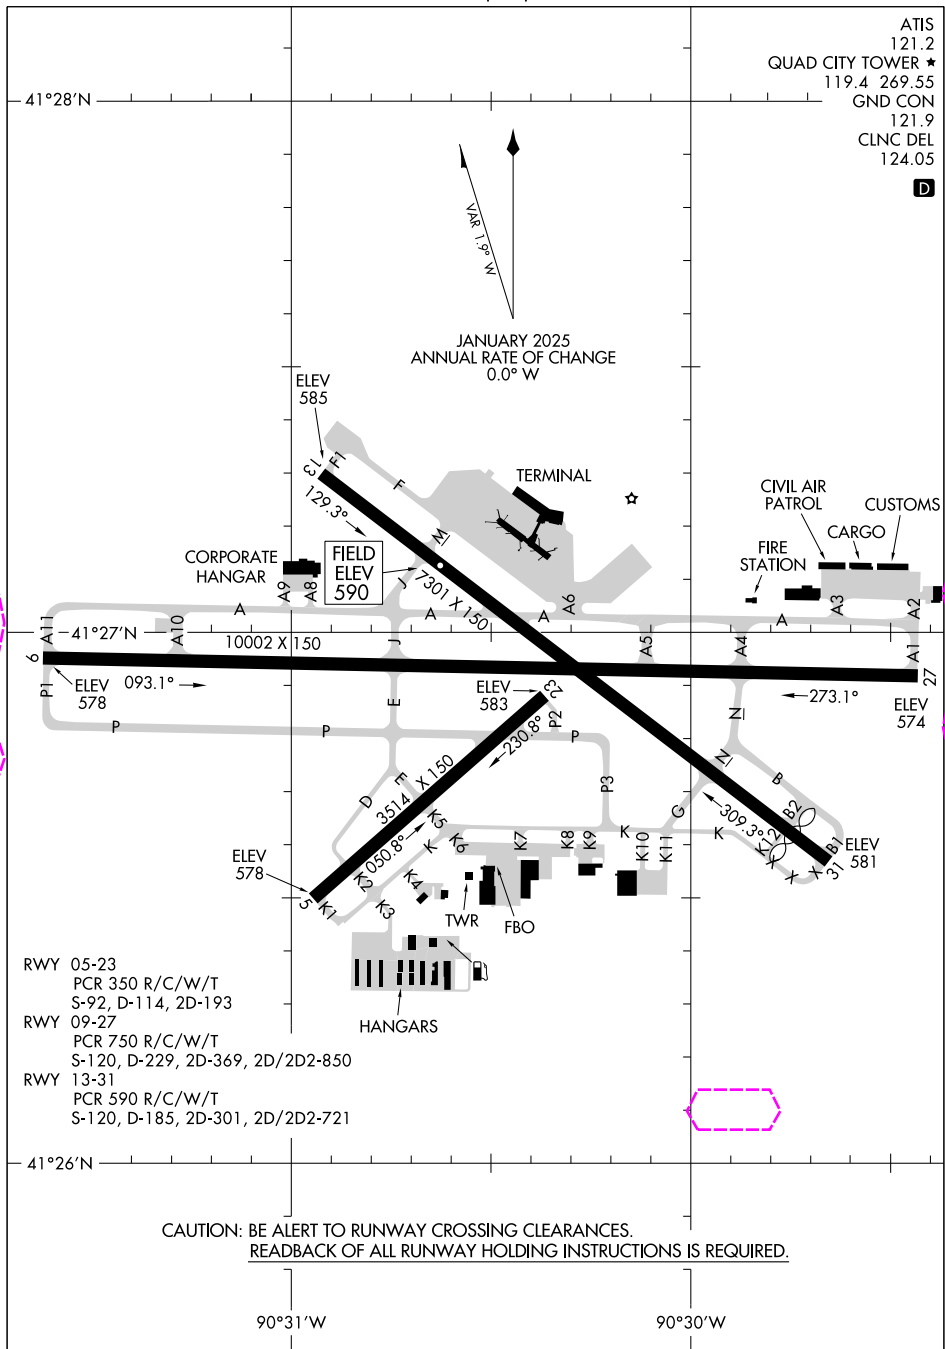 ATIS
121.2
QUAD CITY TOWER ★
119.4 269.55
GND CON
121.9
CLNC DEL
124.05
D
41°28'N
VAR 1.9° W
JANUARY 2025
ANNUAL RATE OF CHANGE
0.0° W
ELEV
585
13
F1
F
129.3°
TERMINAL
M
CIVIL AIR
PATROL
CUSTOMS
CARGO
FIRE
STATION
CORPORATE
HANGAR
FIELD
ELEV
590
J
7301 X 150
A9
A8
A
A
A
A6
A
A3
A2
A11
41°27'N
A10
10002 X 150
J
A5
A4
A1
9
27
P1
ELEV
578
093.1°
ELEV
583
23
273.1°
ELEV
574
E
P2
N
P
P
P
230.8°
N
B
D
E
3514 X 150
P3
G
309.3°
B2
K5
K
K6
K7
K8
K9
K
K10
K11
K
K12
B1
ELEV
581
31
X
X
X
050.8°
ELEV
578
5
K1
K2
K3
K4
TWR
FBO
HANGARS
RWY 05-23
PCR 350 R/C/W/T
S-92, D-114, 2D-193
RWY 09-27
PCR 750 R/C/W/T
S-120, D-229, 2D-369, 2D/2D2-850
RWY 13-31
PCR 590 R/C/W/T
S-120, D-185, 2D-301, 2D/2D2-721
41°26'N
CAUTION: BE ALERT TO RUNWAY CROSSING CLEARANCES.
READBACK OF ALL RUNWAY HOLDING INSTRUCTIONS IS REQUIRED.
90°31'W
90°30'W